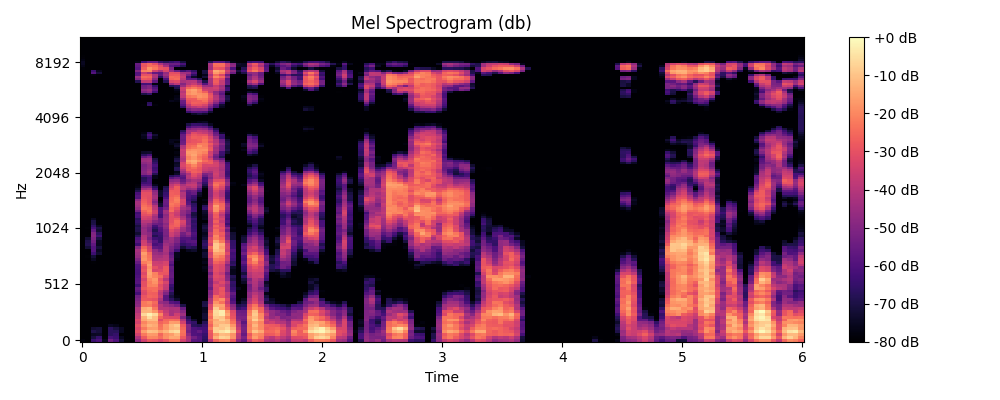 Mel Spectrogram (db)
Hz
8192
4096
2048
1024
512
0
0 1 2 3 4 5 6
Time
+0 dB
-10 dB
-20 dB
-30 dB
-40 dB
-50 dB
-60 dB
-70 dB
-80 dB